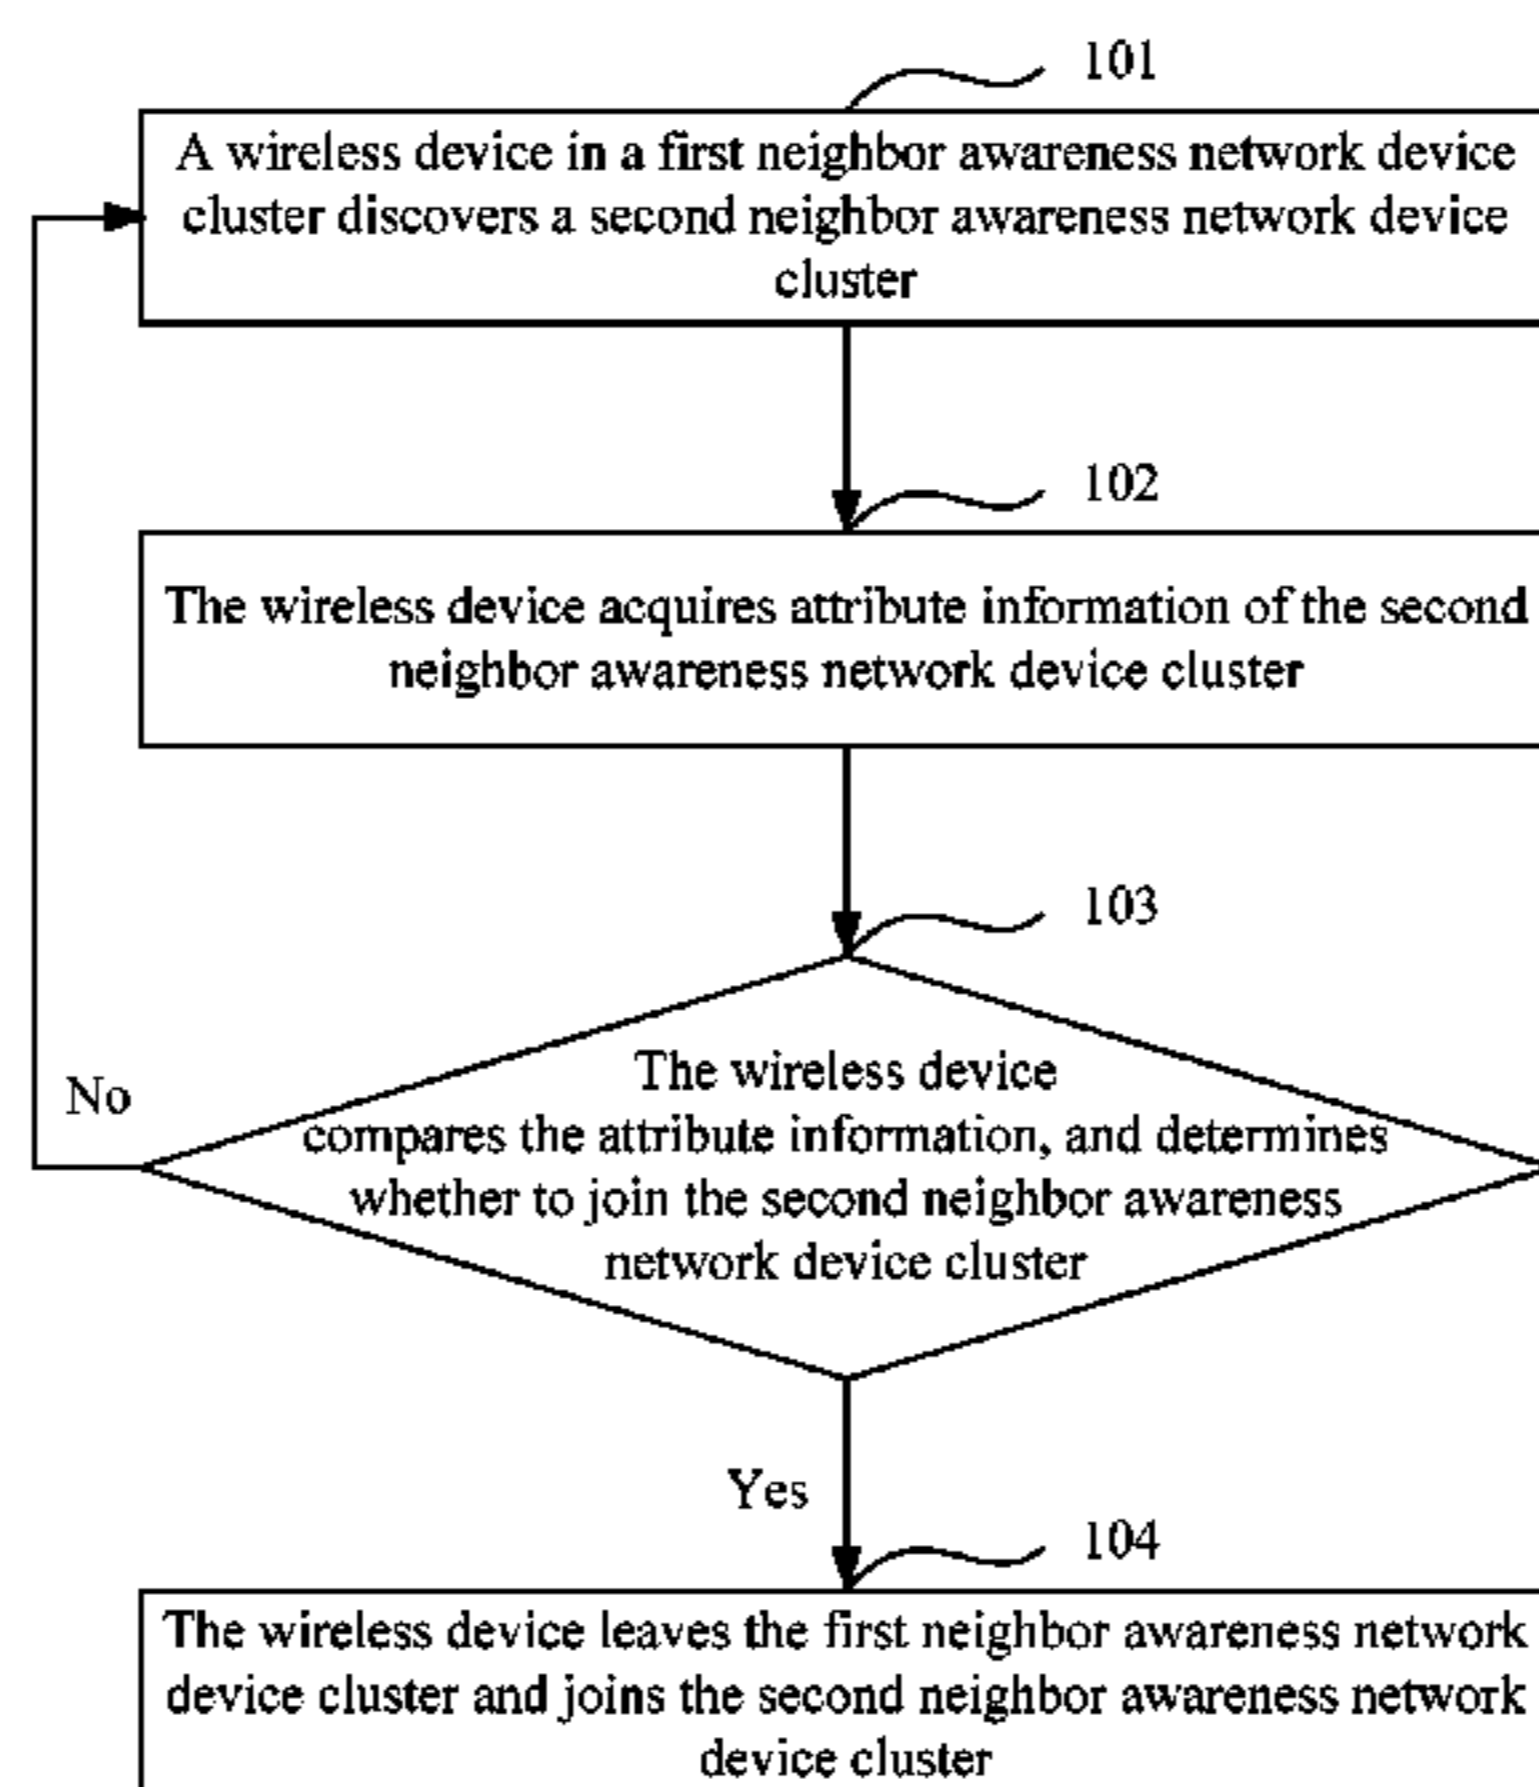 101
A wireless device in a first neighbor awareness network device
cluster discovers a second neighbor awareness network device
cluster
102
The wireless device acquires attribute information of the second
neighbor awareness network device cluster
103
The wireless device
compares the attribute information, and determines
whether to join the second neighbor awareness
network device cluster
No
Yes
104
The wireless device leaves the first neighbor awareness network
device cluster and joins the second neighbor awareness network
device cluster